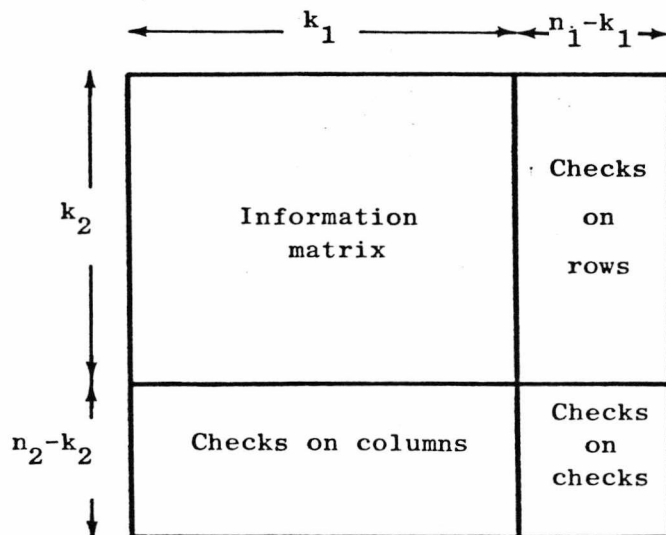 k1
n1-k1
k2
Information
matrix
Checks
on
rows
n2-k2
Checks on columns
Checks
on
checks